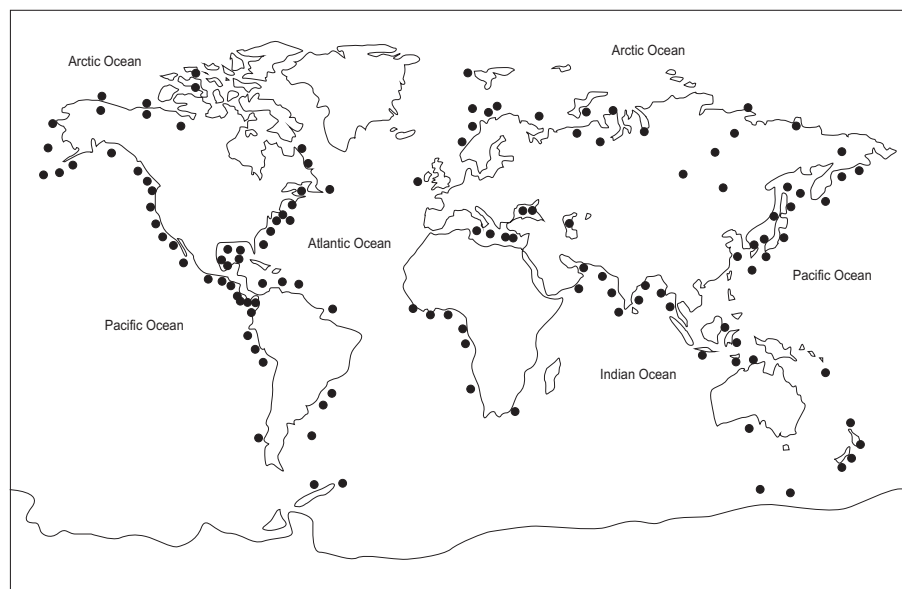 Arctic Ocean
Arctic Ocean
Atlantic Ocean
Pacific Ocean
Pacific Ocean
Indian Ocean